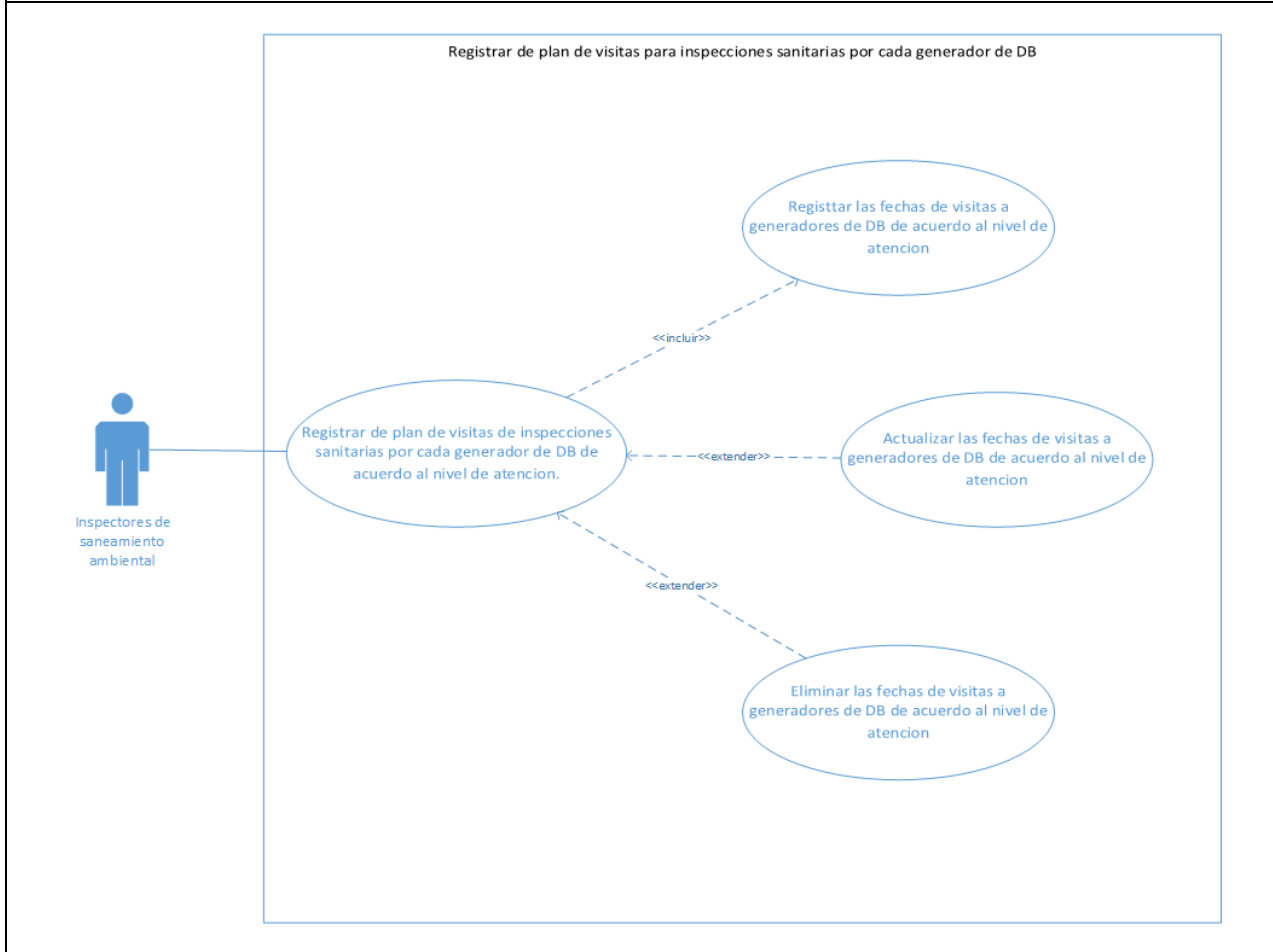 Registrar de plan de visitas para inspecciones sanitarias por cada generador de DB
Registtar las fechas de visitas a
generadores de DB de acuerdo al nivel de
atencion
<<incluir>>
Registrar de plan de visitas de inspecciones
sanitarias por cada generador de DB de
acuerdo al nivel de atencion.
<<extender>>
Actualizar las fechas de visitas a
generadores de DB de acuerdo al nivel de
atencion
Inspectores de
saneamiento
ambiental
<<extender>>
Eliminar las fechas de visitas a
generadores de DB de acuerdo al nivel de
atencion